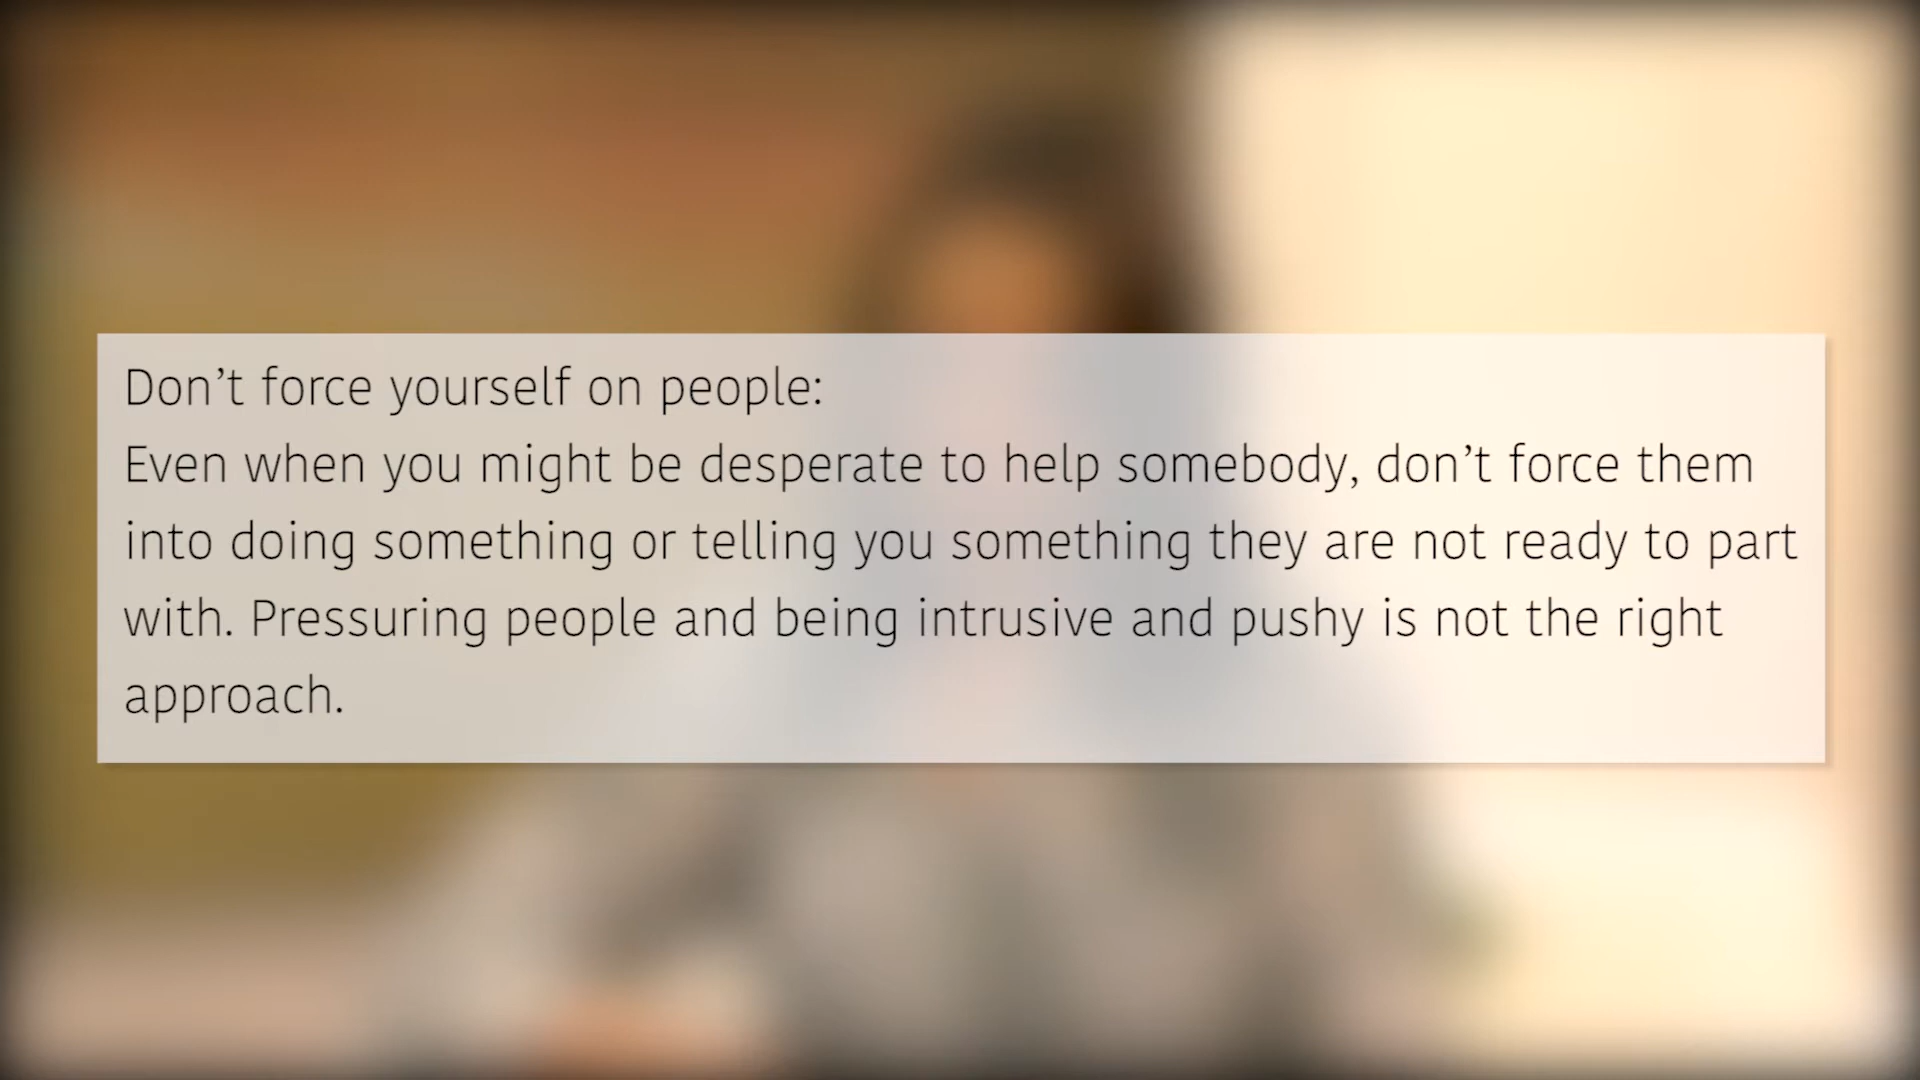 Don’t force yourself on people:
Even when you might be desperate to help somebody, don’t force them
into doing something or telling you something they are not ready to part
with. Pressuring people and being intrusive and pushy is not the right
approach.